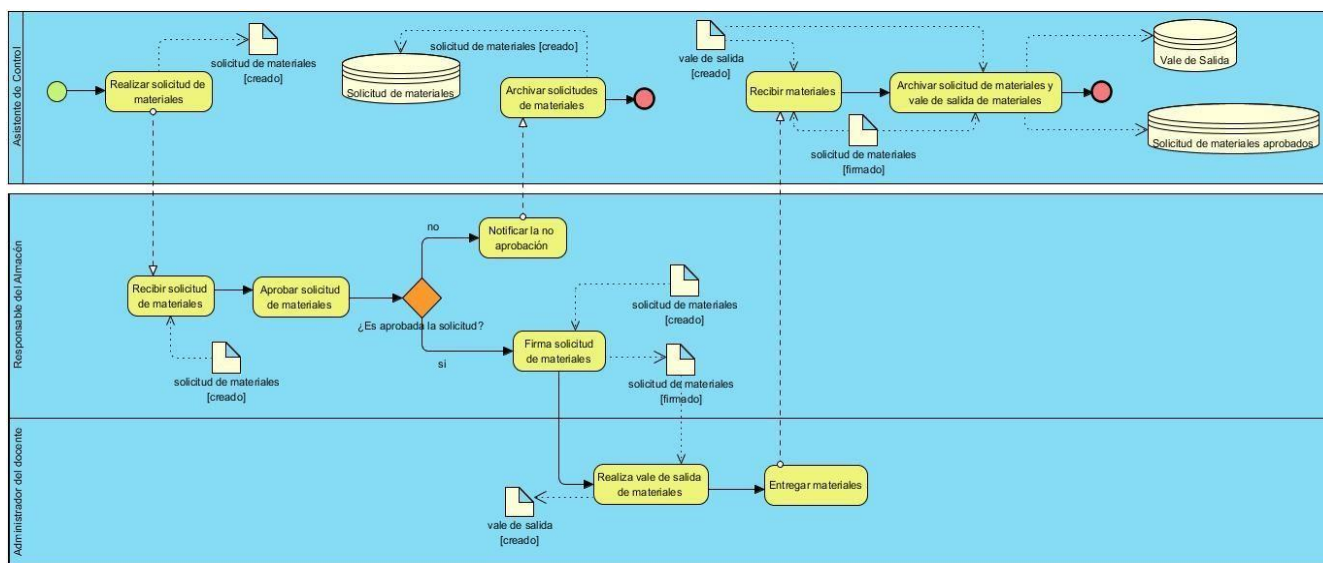 Asistente de Control
Realizar solicitud de
materiales
solicitud de materiales
[creado]
solicitud de materiales [creado]
Solicitud de materiales
Archivar solicitudes
de materiales
vale de salida
[creado]
Recibir materiales
Archivar solicitud de materiales y
vale de salida de materiales
solicitud de materiales
[firmado]
Vale de Salida
Solicitud de materiales aprobados
Responsable del Almacén
Recibir solicitud
de materiales
solicitud de materiales
[creado]
Aprobar solicitud
de materiales
¿Es aprobada la solicitud?
no
Notificar la no
aprobación
si
Firma solicitud
de materiales
solicitud de materiales
[creado]
solicitud de materiales
[firmado]
Administrador del docente
Realiza vale de salida
de materiales
vale de salida
[creado]
Entregar materiales